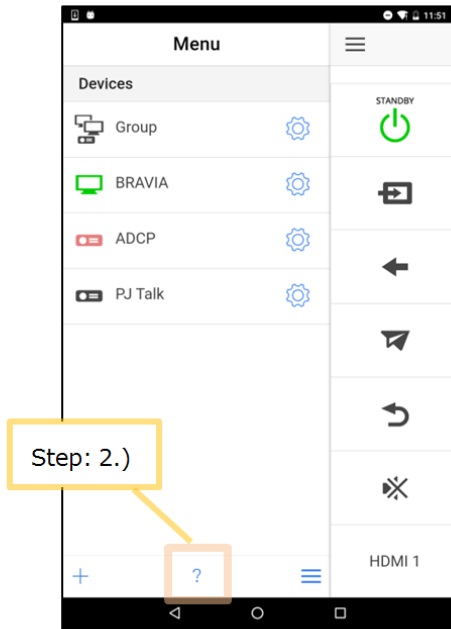 11:51
Menu
Devices
STANDBY
Group
BRAVIA
ADCP
PJ Talk
Step: 2.)
HDMI 1
?